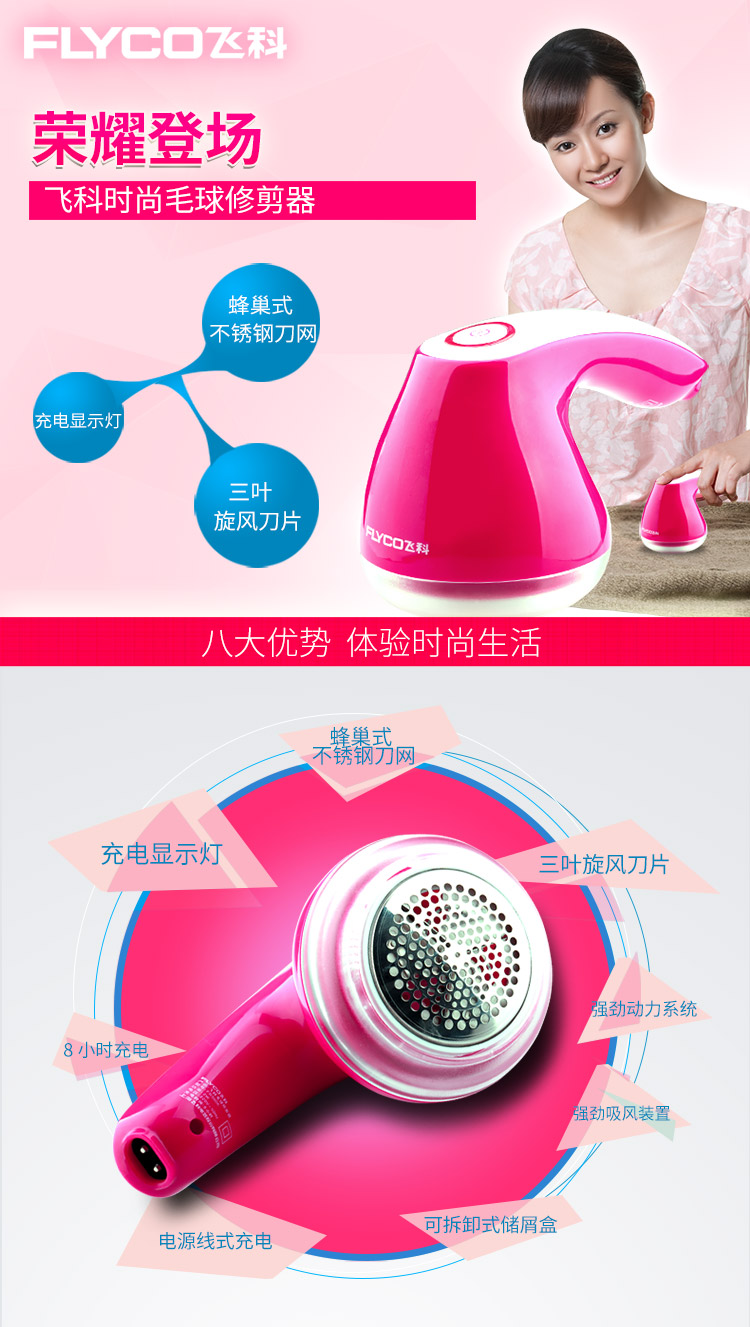 FLYCO飞科
荣耀登场
飞科时尚毛球修剪器
蜂巢式
不锈钢刀网
充电显示灯
三叶
旋风刀片
FLYCO飞科
八大优势 体验时尚生活
蜂巢式
不锈钢刀网
充电显示灯
三叶旋风刀片
强劲动力系统
8小时充电
强劲吸风装置
可拆卸式储屑盒
电源线式充电